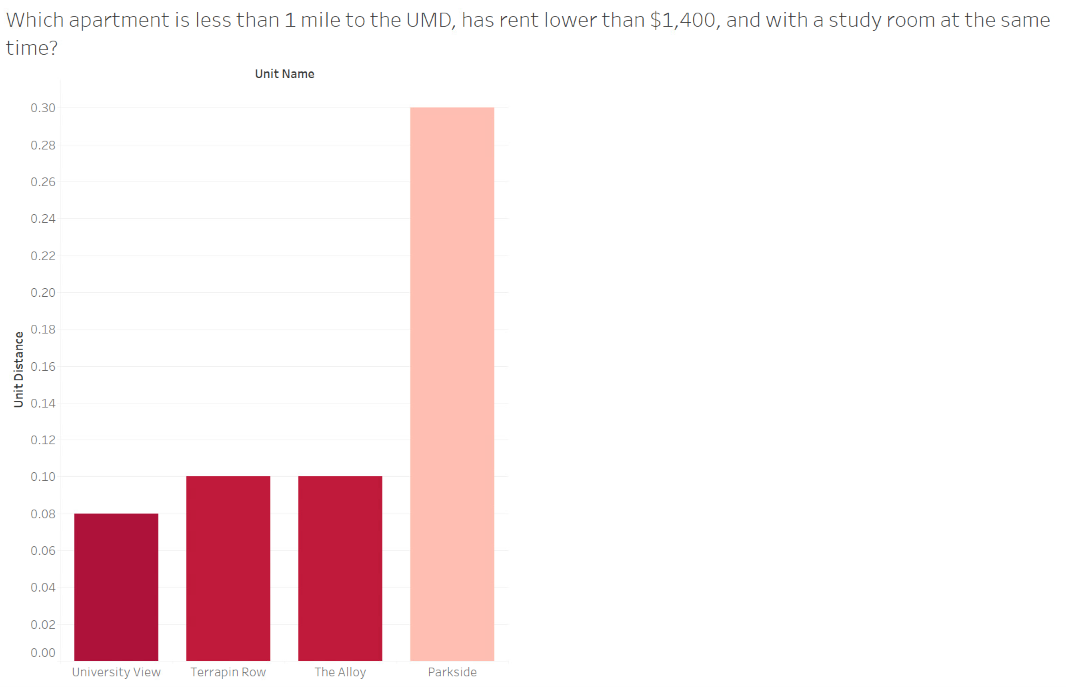 Which apartment is less than 1 mile to the UMD, has rent lower than $1,400, and with a study room at the same
time?
Unit Name
0.30
0.28
0.26
0.24
0.22
0.20
0.18
0.16
0.14
0.12
0.10
0.08
0.06
0.04
0.02
0.00
Unit Distance
University View
Terrapin Row
The Alloy
Parkside